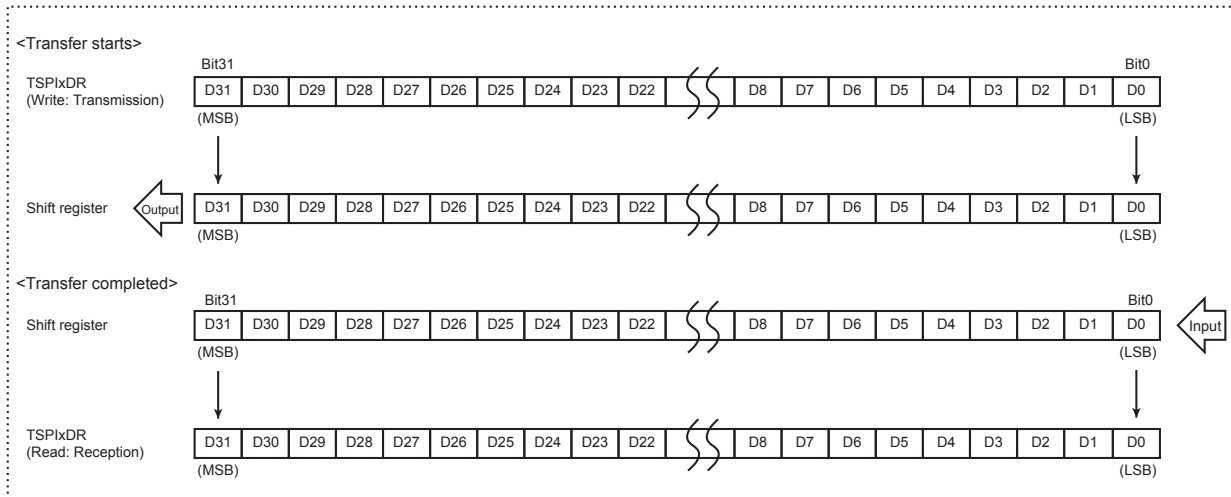 <Transfer starts>
Bit31 Bit0
TSPIxDR
(Write: Transmission)
D31 D30 D29 D28 D27 D26 D25 D24 D23 D22 D8 D7 D6 D5 D4 D3 D2 D1 D0
(MSB) (LSB)
Shift register Output D31 D30 D29 D28 D27 D26 D25 D24 D23 D22 D8 D7 D6 D5 D4 D3 D2 D1 D0
(MSB) (LSB)
<Transfer completed>
Bit31 Bit0
Shift register D31 D30 D29 D28 D27 D26 D25 D24 D23 D22 D8 D7 D6 D5 D4 D3 D2 D1 D0 Input
(MSB) (LSB)
TSPIxDR
(Read: Reception)
D31 D30 D29 D28 D27 D26 D25 D24 D23 D22 D8 D7 D6 D5 D4 D3 D2 D1 D0
(MSB) (LSB)